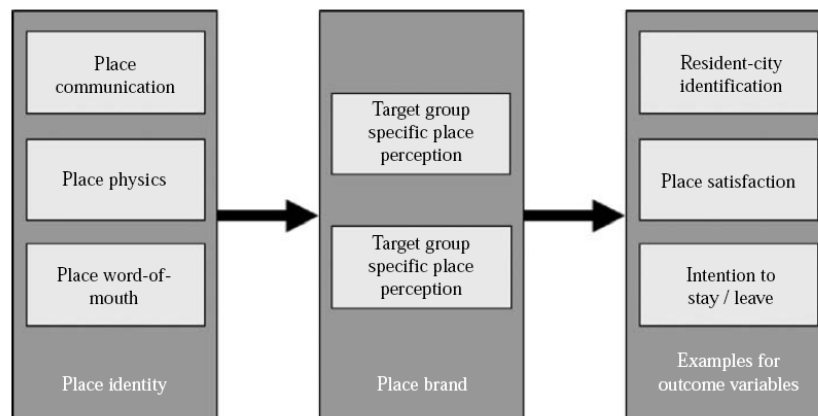 Place
communication
Place physics
Place word-of-
mouth
Place identity
Target group
specific place
perception
Target group
specific place
perception
Place brand
Resident-city
identification
Place satisfaction
Intention to
stay / leave
Examples for
outcome variables